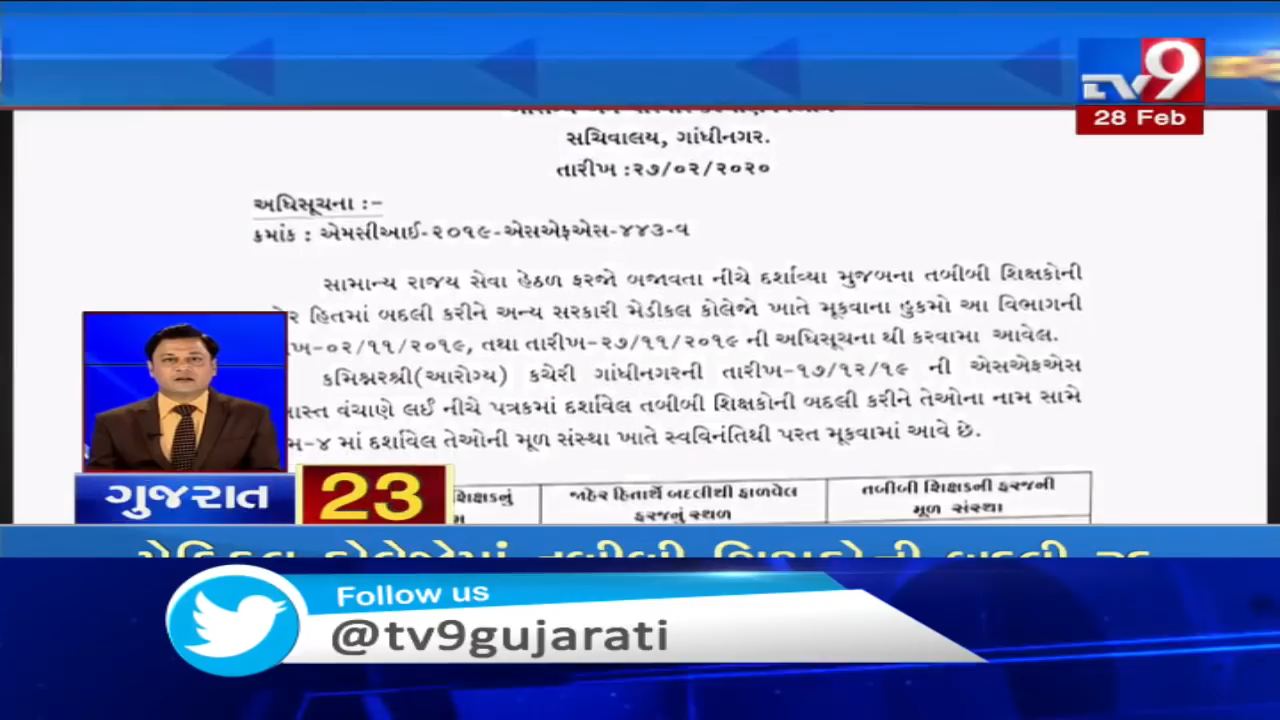 TV9
28 Feb
સચિવાલય, ગાંધીનગર.
તારીખ :૨૭/૦૨/૨૦૨૦
અધિસૂચના :-
ક્માંક : એમસીઆઈ-૨૦૧૯-એસએફએસ-૪૪૩-વ
સામાન્ય રાજ્ય સેવા હેઠળ ફરજો બજાવતા નીચે દર્શાવ્યા મુજબના તબીબી શિક્ષકોની
હિતમાં બદલી કરીને અન્ય સરકારી મેડીકલ કોલેજો ખાતે મૂકવાના હુકમો આ વિભાગની
-૦૨/૧૧/૨૦૧૯, તથા તારીખ-૨૭/૧૧/૨૦૧૯ ની અધિસૂચના થી કરવામા આવેલ.
કમિશ્નરશ્રી(આરોગ્ય) કચેરી ગાંધીનગરની તારીખ-૧૭/૧૨/૧૯ ની એસએફએસ
વંચાણે લઈ નીચે પત્રકમાં દર્શાવેલ તબીબી શિક્ષકોની બદલી કરીને તેઓના નામ સામે
-૪ માં દર્શાવેલ તેઓની મૂળ સંસ્થા ખાતે સ્વવિનંતિથી પરત મૂકવામાં આવે છે.
જાહેર હિતાર્થે બદલીથી ફાળવેલ
ફરજનું સ્થળ
તબીબી શિક્ષકની ફરજની
મૂળ સંસ્થા
ગુજરાત 23
Follow us
@tv9gujarati